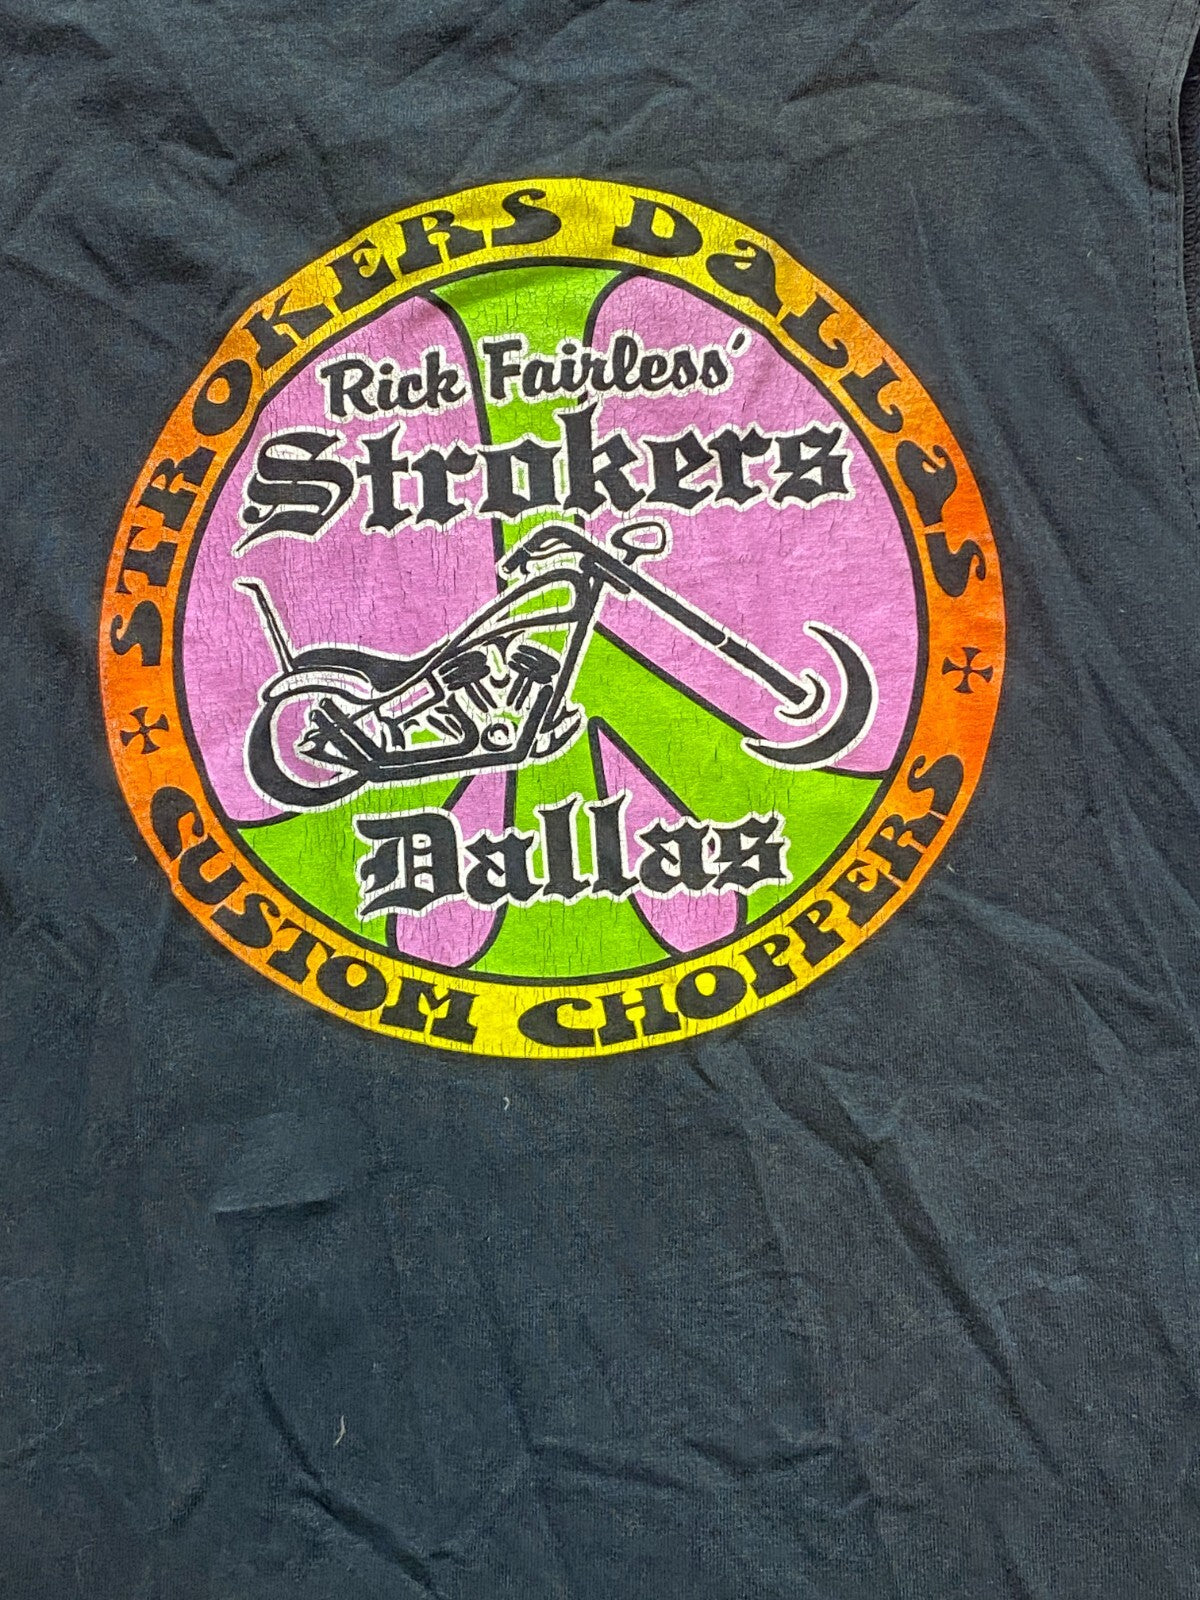 STROKERS DALLAS
Rick Fairless'
Strokers
Dallas
CUSTOM CHOPPERS